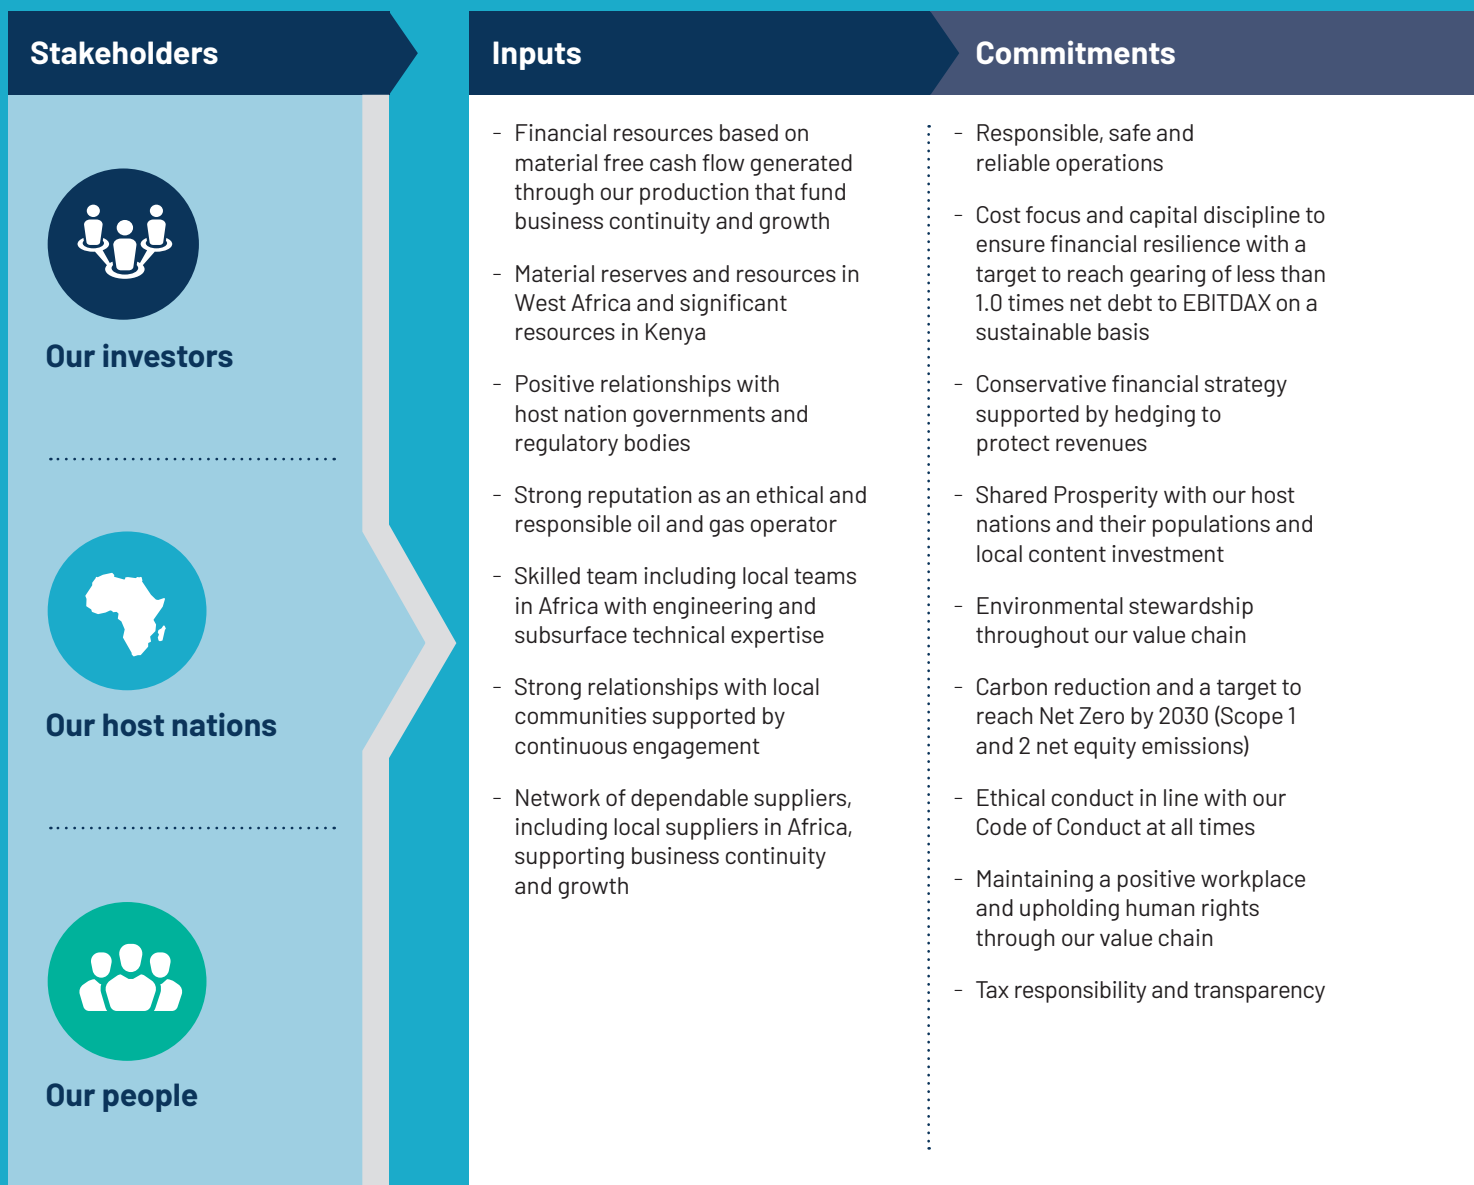 Stakeholders
Our investors
Our host nations
Our people
Inputs
- Financial resources based on
material free cash flow generated
through our production that fund
business continuity and growth
- Material reserves and resources in
West Africa and significant
resources in Kenya
- Positive relationships with
host nation governments and
regulatory bodies
- Strong reputation as an ethical and
responsible oil and gas operator
- Skilled team including local teams
in Africa with engineering and
subsurface technical expertise
- Strong relationships with local
communities supported by
continuous engagement
- Network of dependable suppliers,
including local suppliers in Africa,
supporting business continuity
and growth
Commitments
- Responsible, safe and
reliable operations
- Cost focus and capital discipline to
ensure financial resilience with a
target to reach gearing of less than
1.0 times net debt to EBITDAX on a
sustainable basis
- Conservative financial strategy
supported by hedging to
protect revenues
- Shared Prosperity with our host
nations and their populations and
local content investment
- Environmental stewardship
throughout our value chain
- Carbon reduction and a target to
reach Net Zero by 2030 (Scope 1
and 2 net equity emissions)
- Ethical conduct in line with our
Code of Conduct at all times
- Maintaining a positive workplace
and upholding human rights
through our value chain
- Tax responsibility and transparency